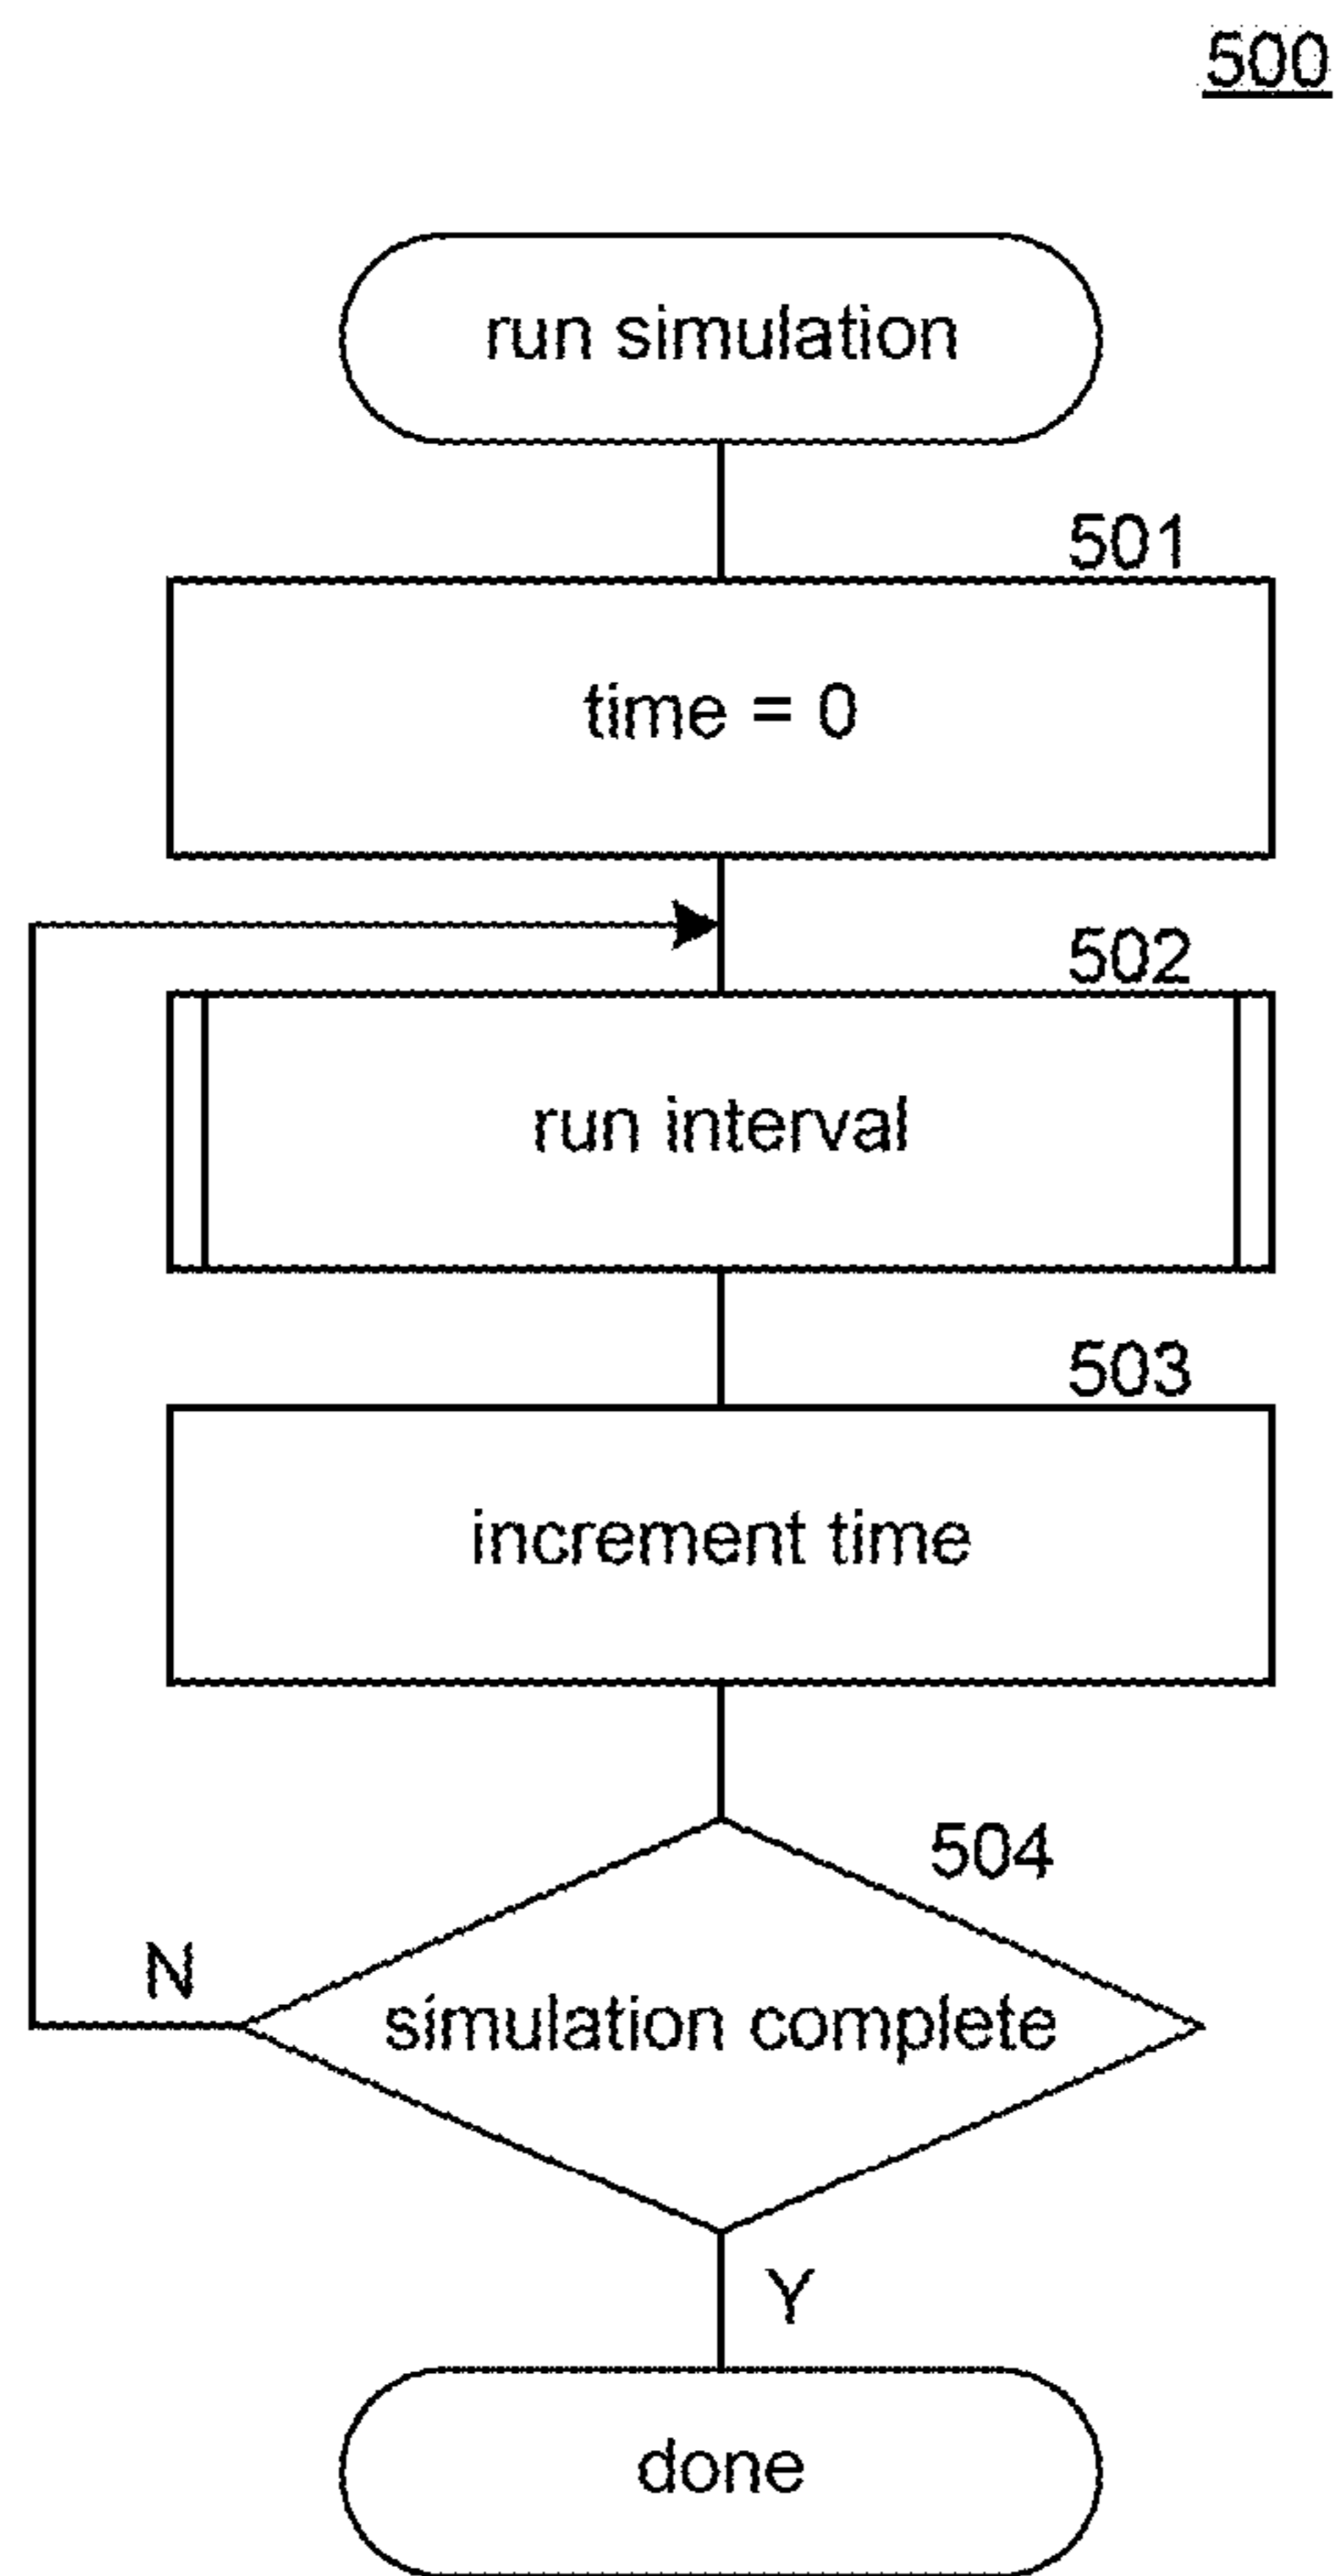 500
run simulation
501
time = 0
502
run interval
503
increment time
504
N
simulation complete
Y
done